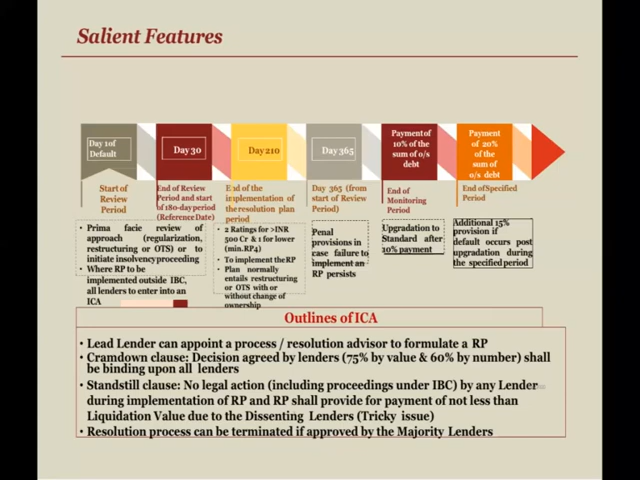 Salient Features
Day 1of
Default
Day 30
Day 210
Day 365
Payment of
10% of the
sum of o/s
debt
Payment
of 20%
of the
sum of
o/s debt
Start of
Review
Period
End of Review
Period and start
of 180-day period
(Reference Date)
End of the
implementation of
the resolution plan
period
Day 365 (from
start of Review
Period)
End of
Monitoring
Period
End of Specified
Period
• Prima facie review of
approach (regularization,
restructuring or OTS) or to
initiate insolvency proceeding
• Where RP to be
implemented outside IBC,
all lenders to enter into an
ICA
• 2 Ratings for >INR
500 Cr & 1 for lower
(min.RP4)
• To implement the RP
• Plan normally
entails restructuring
or OTS with or
without change of
ownership
Penal
provisions in
case failure to
implement an
RP persists
Upgradation to
Standard after
10% payment
Additional 15%
provision if
default occurs post
upgradation during
the specified period
Outlines of ICA
• Lead Lender can appoint a process / resolution advisor to formulate a RP
• Cramdown clause: Decision agreed by lenders (75% by value & 60% by number) shall
be binding upon all lenders
• Standstill clause: No legal action (including proceedings under IBC) by any Lender
during implementation of RP and RP shall provide for payment of not less than
Liquidation Value due to the Dissenting Lenders (Tricky issue)
• Resolution process can be terminated if approved by the Majority Lenders